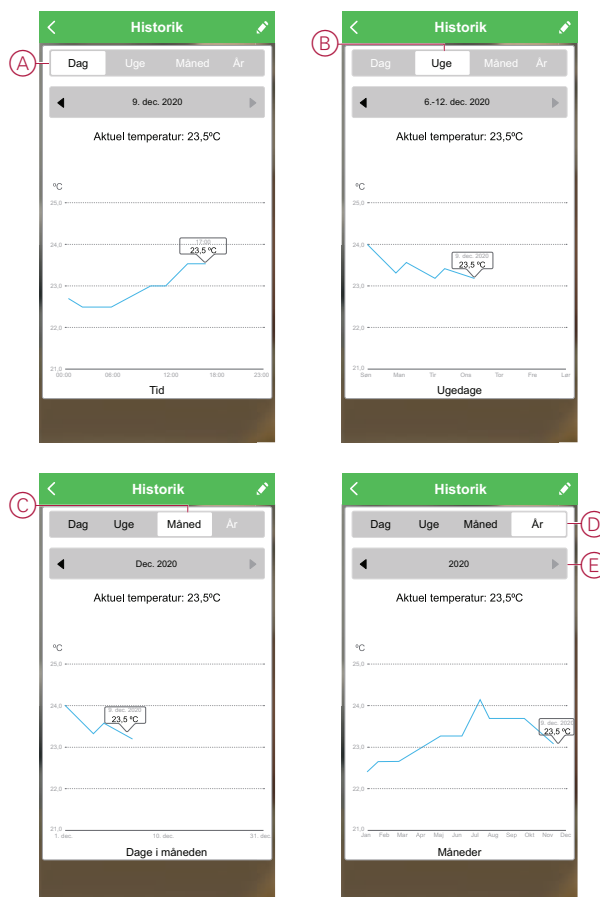 Historik
A
Dag Uge Måned År
9. dec. 2020
Aktuel temperatur: 23,5ºC
ºC
25,0
24,0
17:00
23,5 ºC
23,0
22,0
21,0
00:00 06:00 12:00 18:00 23:00
Tid
Historik
B
Dag Uge Måned År
6.-12. dec. 2020
Aktuel temperatur: 23,5ºC
ºC
25,0
24,0
9. dec. 2020
23,5 ºC
23,0
22,0
21,0
Søn Man Tir Ons Tor Fre Lør
Ugedage
Historik
C
Dag Uge Måned År
Dec. 2020
Aktuel temperatur: 23,5ºC
ºC
25,0
24,0
9. dec. 2020
23,5 ºC
23,0
22,0
21,0
1. dec. 10. dec. 31. dec.
Dage i måneden
Historik
Dag Uge Måned År
D
2020
E
Aktuel temperatur: 23,5ºC
ºC
25,0
24,0
9. dec. 2020
23,5 ºC
23,0
22,0
21,0
Jan Feb Mar Apr Maj Jun Jul Aug Sep Okt Nov Dec
Måneder